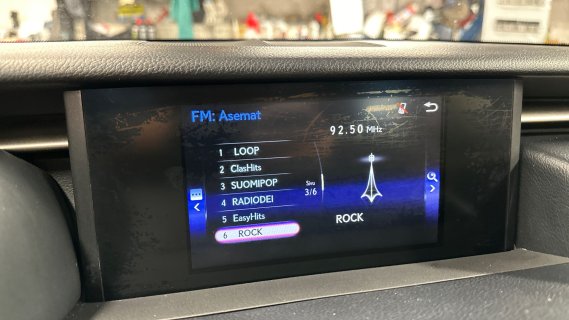 FM: Asemat
92.50 MHz
1 LOOP
2 ClasHits
3 SUOMIPOP
4 RADIODEI
5 EasyHits
6 ROCK
Sivu
3/6
ROCK